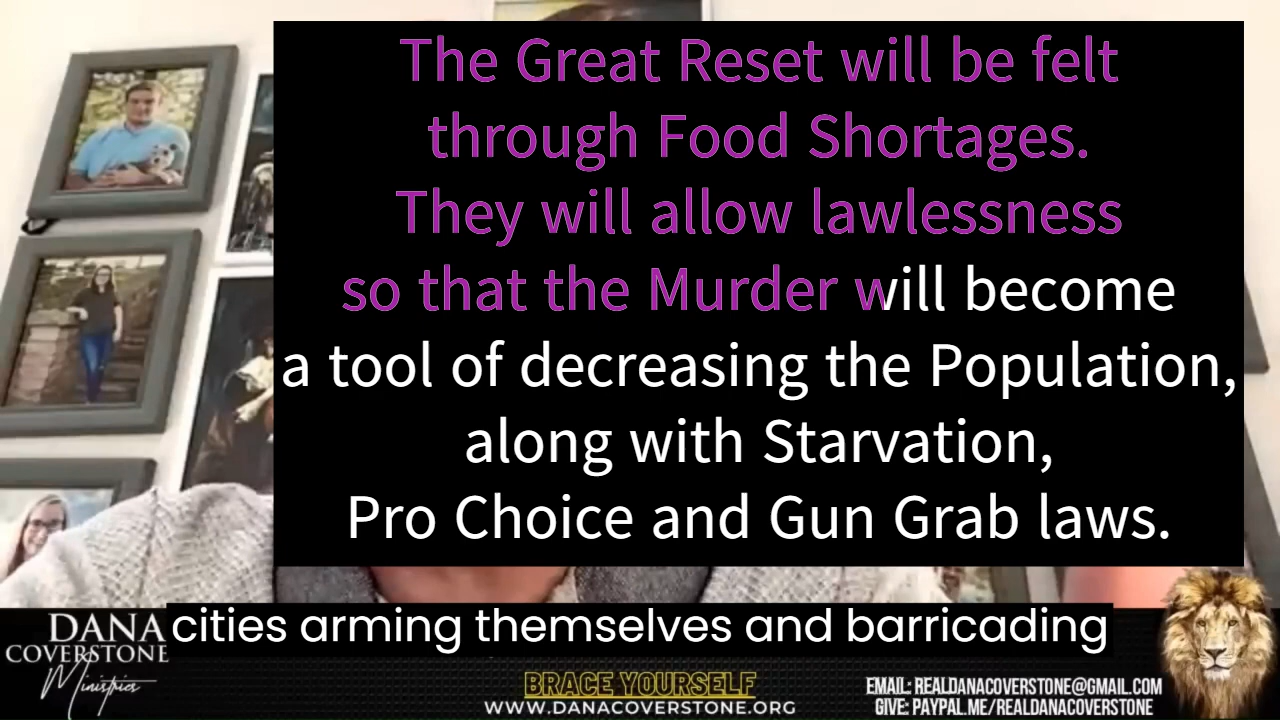 The Great Reset will be felt
through Food Shortages.
They will allow lawlessness
so that the Murder will become
a tool of decreasing the Population,
along with Starvation,
Pro Choice and Gun Grab laws.
cities arming themselves and barricading
DANA
COVERSTONE
Ministries
BRACE YOURSELF
WWW.DANACOVERSTONE.ORG
EMAIL: REALDANACOVERSTONE@GMAIL.COM
GIVE: PAYPAL.ME/REALDANACOVERSTONE